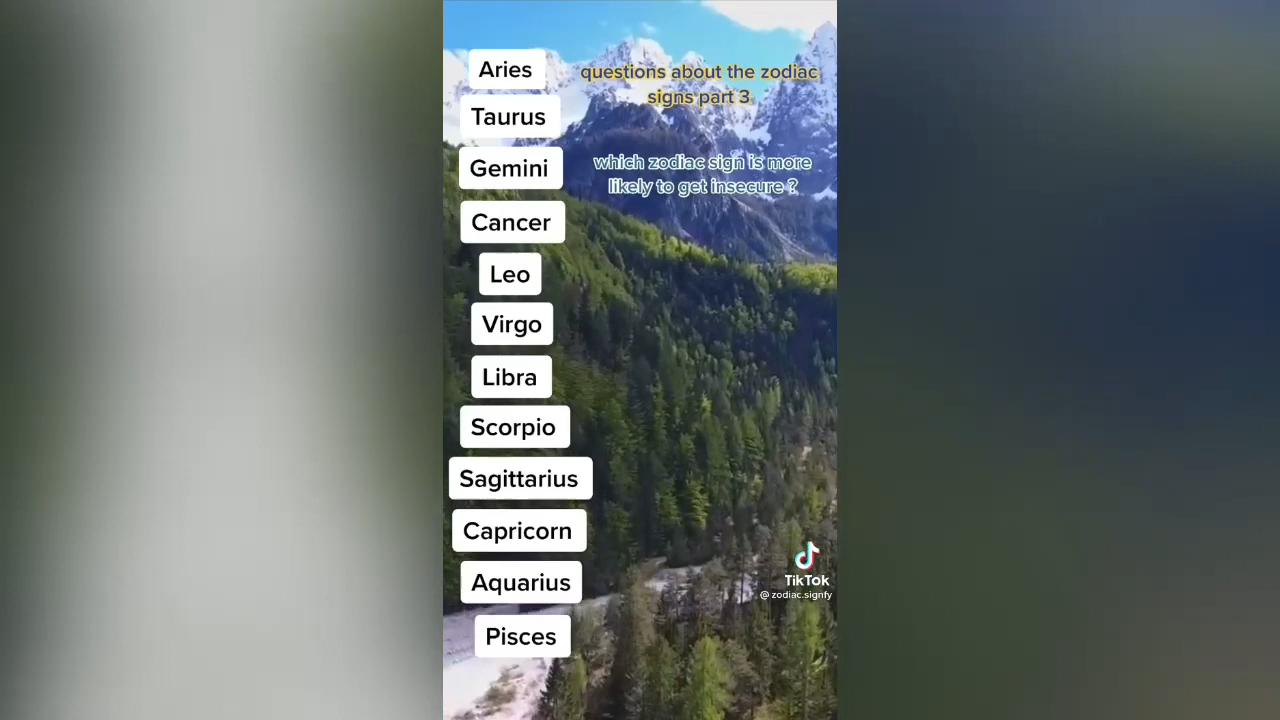 Aries
Taurus
Gemini
Cancer
Leo
Virgo
Libra
Scorpio
Sagittarius
Capricorn
Aquarius
Pisces
questions about the zodiac
signs part 3
which zodiac sign is more
likely to get insecure ?
TikTok
@ zodiac.signfy